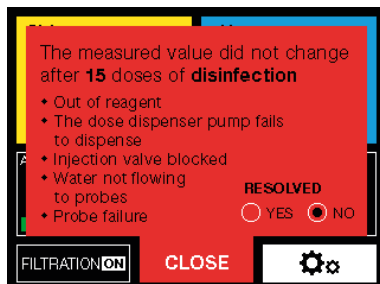 The measured value did not change
after 15 doses of disinfection
• Out of reagent
• The dose dispenser pump fails
to dispense
• Injection valve blocked
• Water not flowing
to probes
• Probe failure
RESOLVED
YES NO
FILTRATION ON
CLOSE